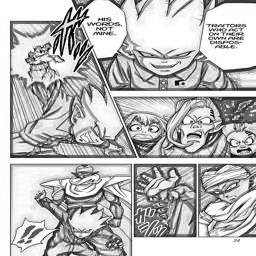 HIS
WORDS,
NOT
MINE.
TRAITORS
WHO ACT
ON THEIR
OWN ARE
DISPOS-
ABLE.
!!
24